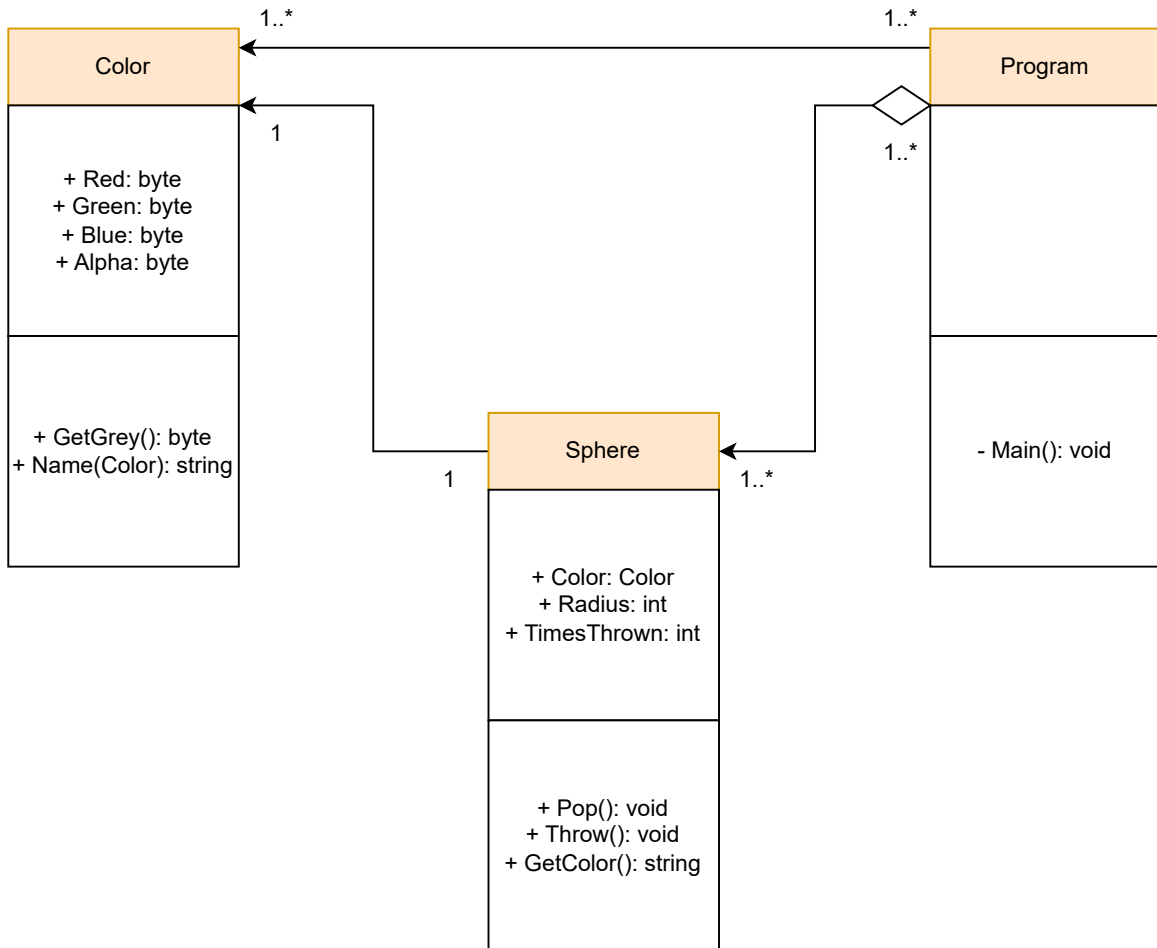 1..*
1..*
Color
Program
1
1..*
+ Red: byte
+ Green: byte
+ Blue: byte
+ Alpha: byte
+ GetGrey(): byte
+ Name(Color): string
- Main(): void
Sphere
1
1..*
+ Color: Color
+ Radius: int
+ TimesThrown: int
+ Pop(): void
+ Throw(): void
+ GetColor(): string